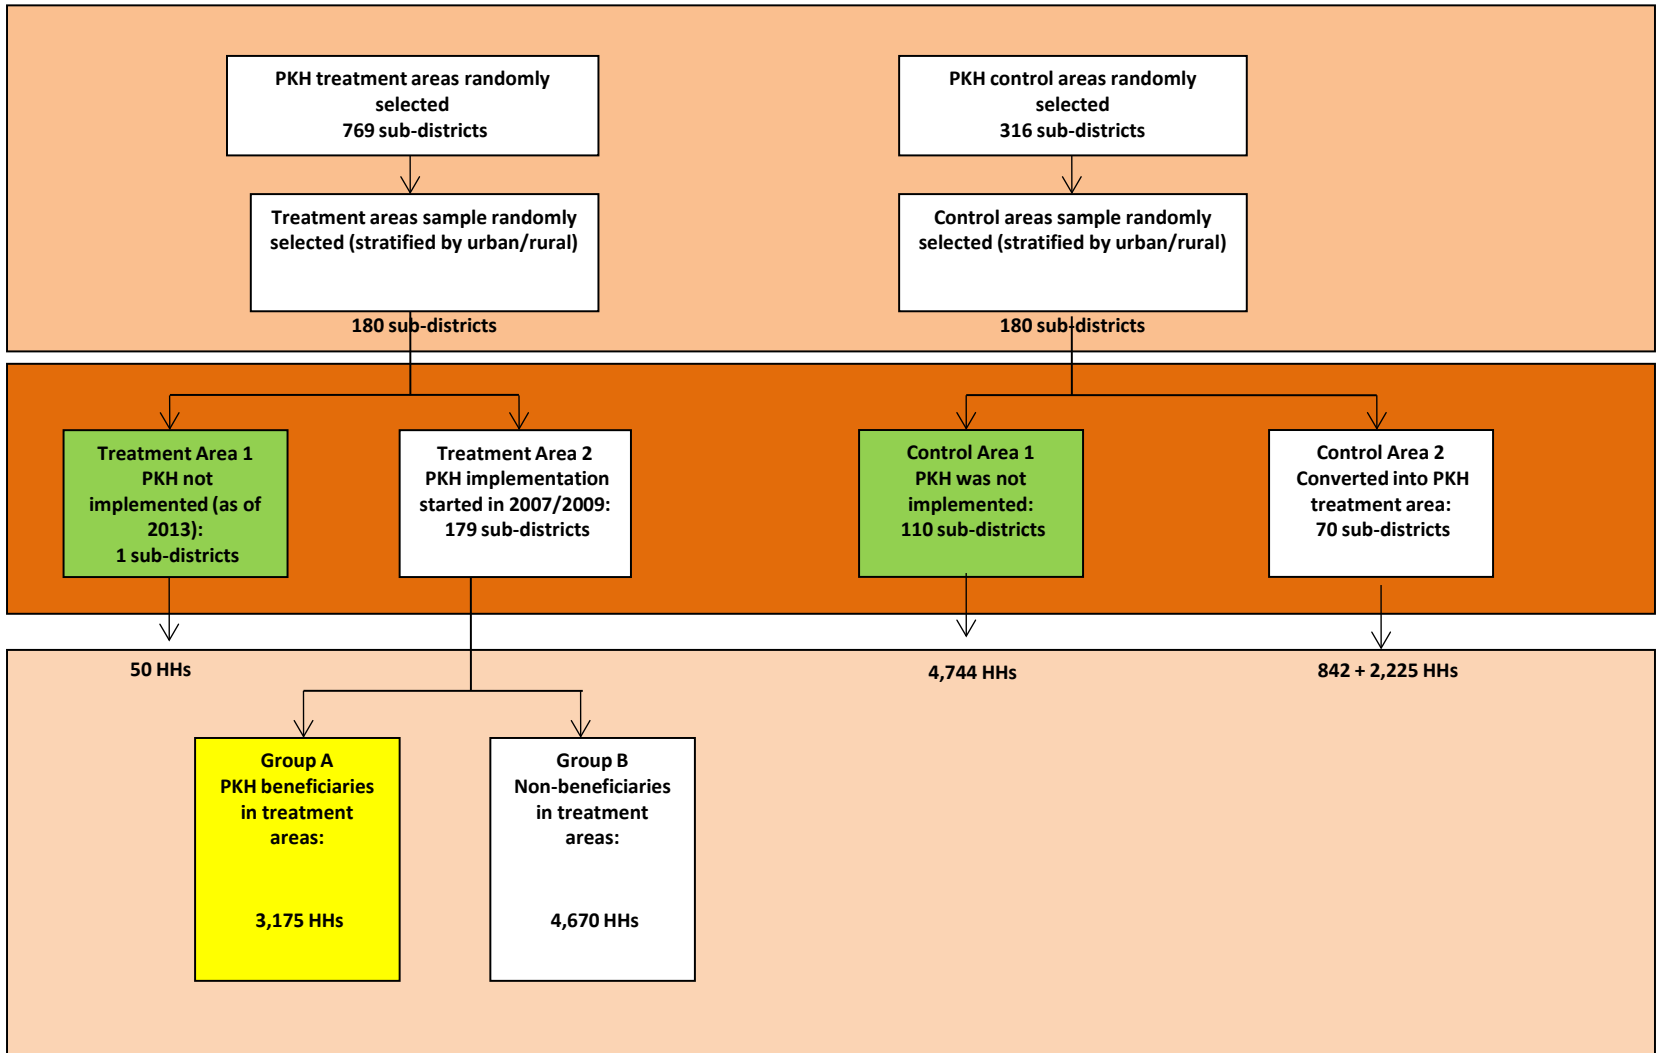 PKH treatment areas randomly
selected
769 sub-districts
PKH control areas randomly
selected
316 sub-districts
Treatment areas sample randomly
selected (stratified by urban/rural)
180 sub-districts
Control areas sample randomly
selected (stratified by urban/rural)
180 sub-districts
Treatment Area 1
PKH not
implemented (as of
2013):
1 sub-districts
Treatment Area 2
PKH implementation
started in 2007/2009:
179 sub-districts
Control Area 1
PKH was not
implemented:
110 sub-districts
Control Area 2
Converted into PKH
treatment area:
70 sub-districts
50 HHs
4,744 HHs
842 + 2,225 HHs
Group A
PKH beneficiaries
in treatment
areas:
3,175 HHs
Group B
Non-beneficiaries
in treatment
areas:
4,670 HHs